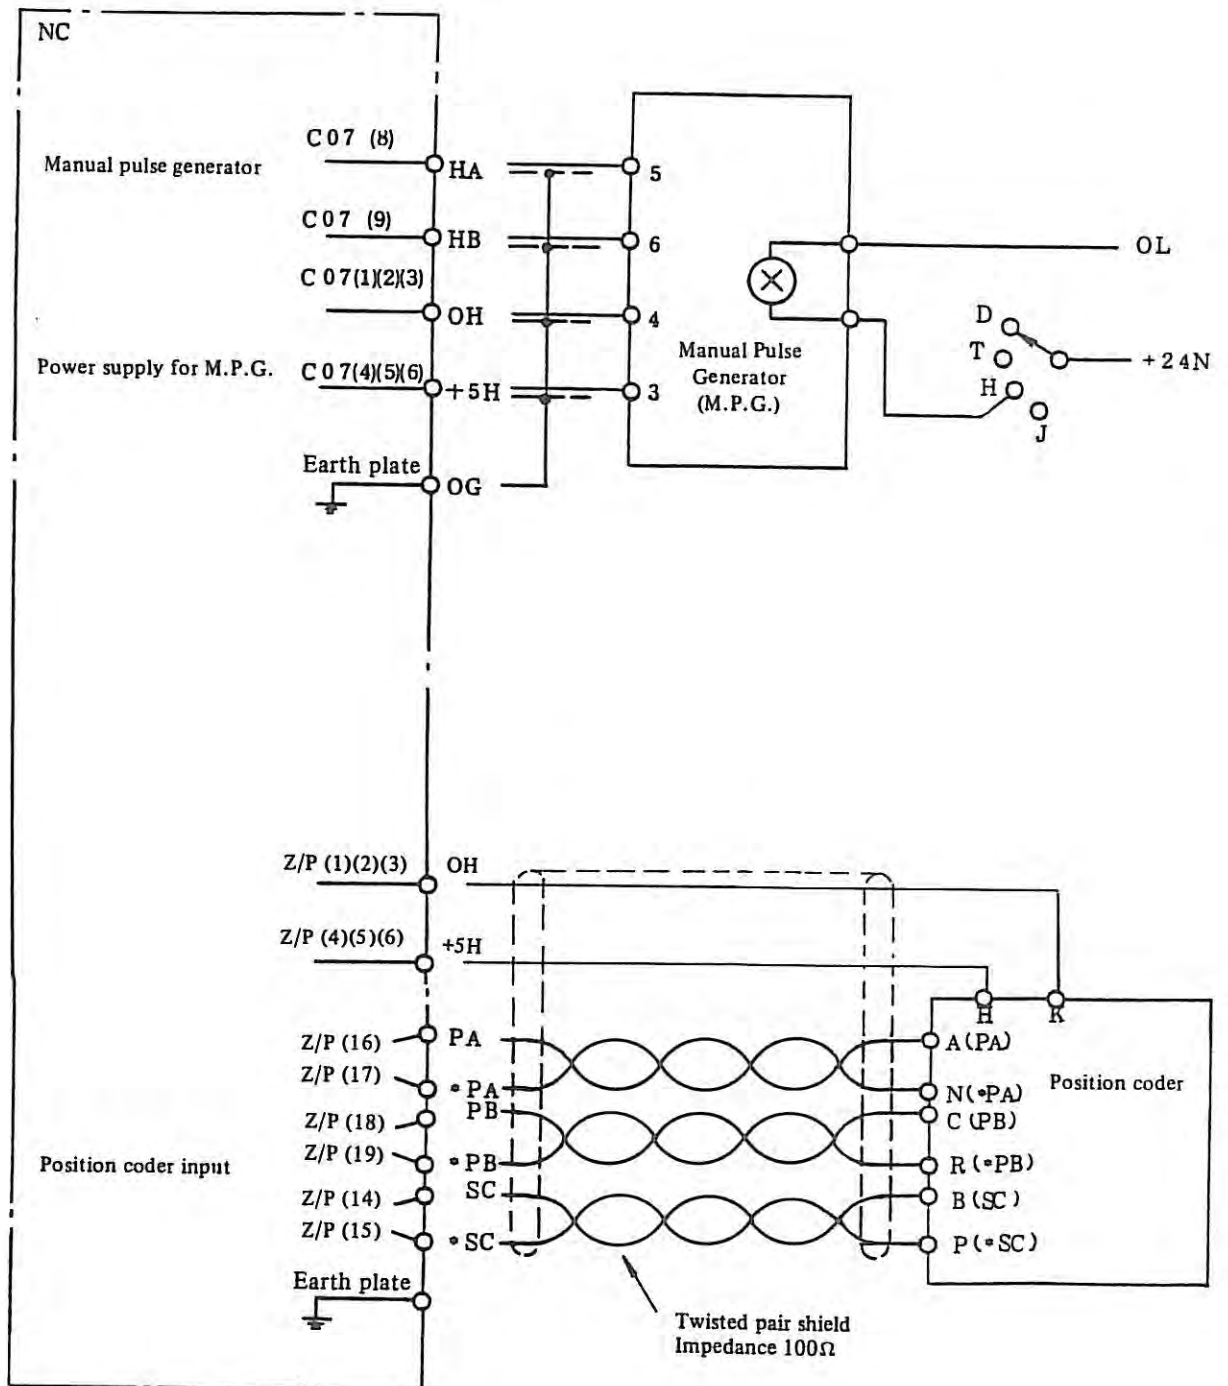 NC
C07 (8)
Manual pulse generator
HA
5
C07 (9)
HB
6
OL
C07(1)(2)(3)
OH
4
D
Manual Pulse
Generator
(M.P.G.)
T
+24N
Power supply for M.P.G.
C07(4)(5)(6)
+5H
3
H
J
Earth plate
OG
Z/P (1)(2)(3)
OH
Z/P (4)(5)(6)
+5H
H
K
Z/P (16)
PA
A(PA)
Z/P (17)
*PA
N(*PA)
Position coder
Z/P (18)
PB
C(PB)
Position coder input
Z/P (19)
*PB
R(*PB)
Z/P (14)
SC
B(SC)
Z/P (15)
*SC
P(*SC)
Earth plate
Twisted pair shield
Impedance 100Ω